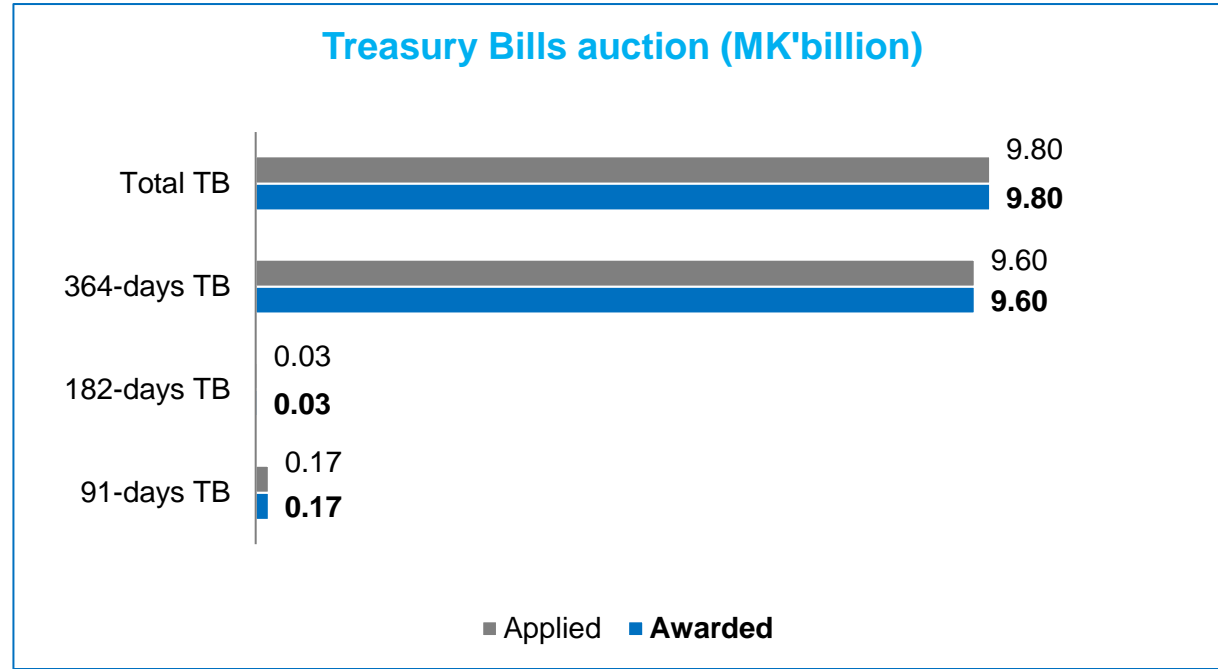 Treasury Bills auction (MK'billion)
Total TB
9.80
9.80
364-days TB
9.60
9.60
182-days TB
0.03
0.03
91-days TB
0.17
0.17
Applied Awarded